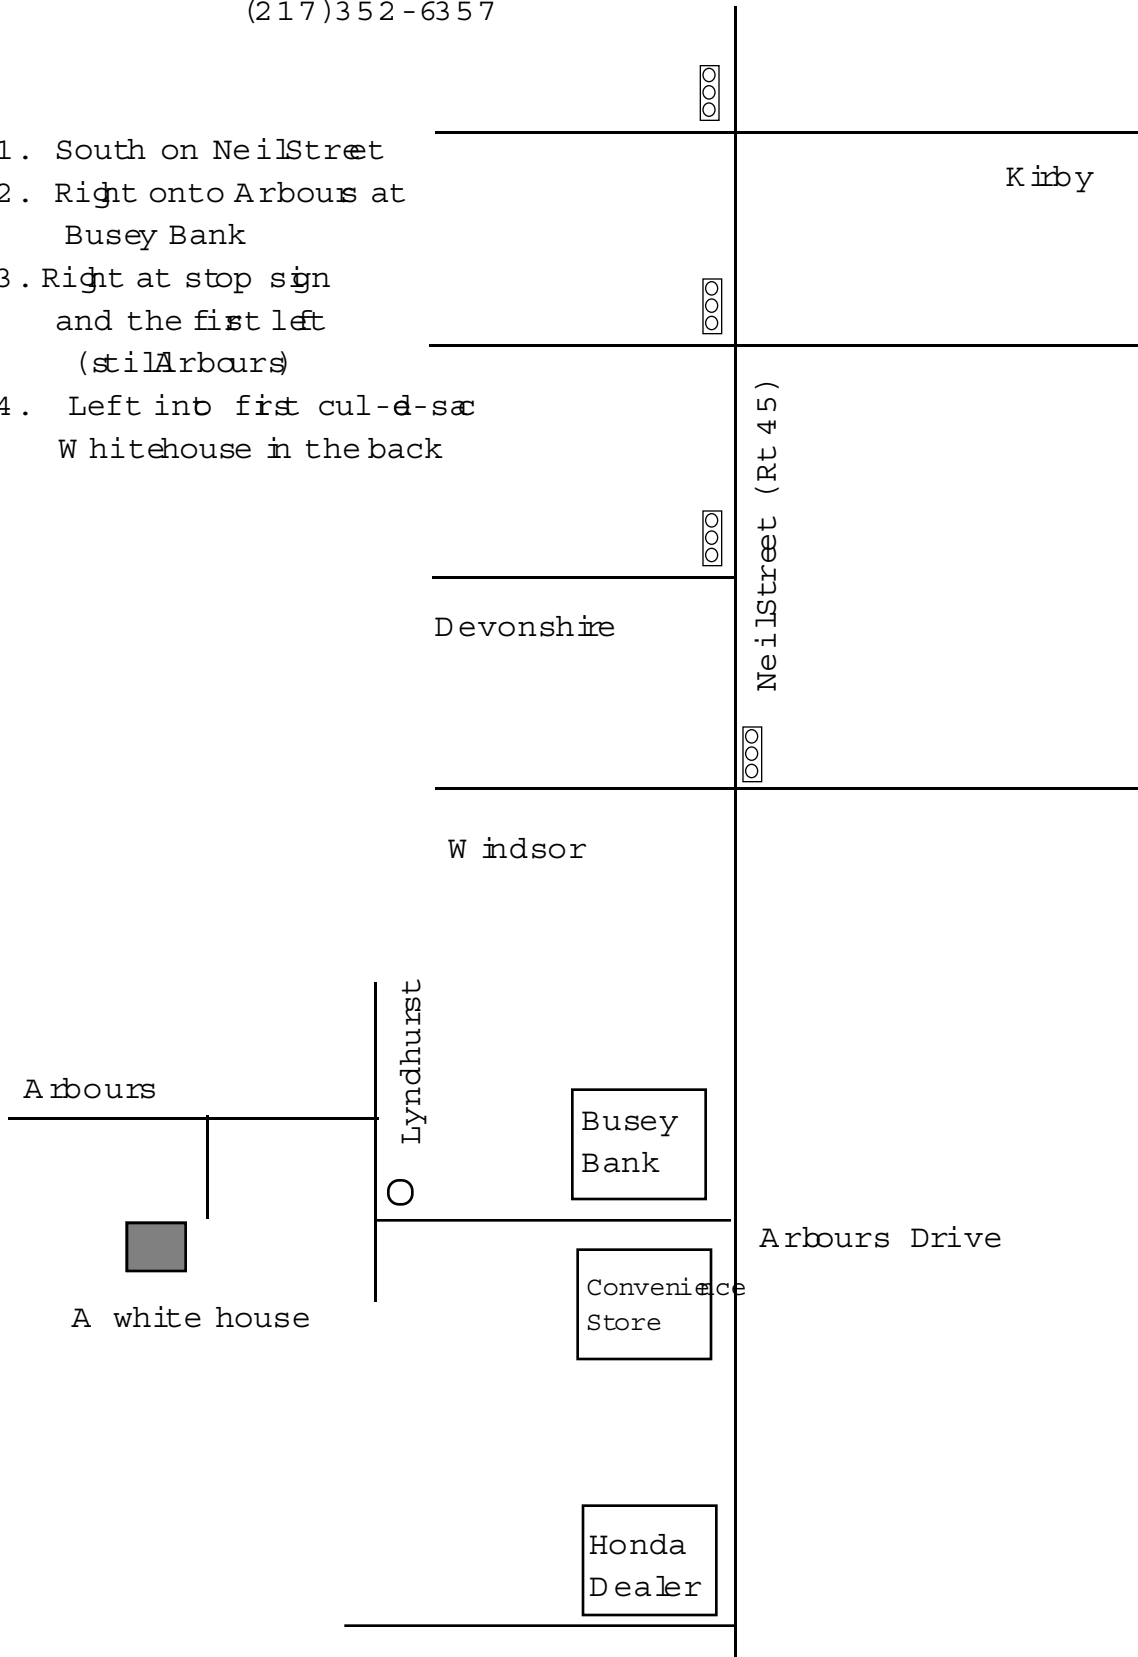 (217)352-6357
1. South on Neil Street
2. Right onto Arbours at
Busey Bank
3. Right at stop sign
and the first left
(still Arbours)
4. Left into first cul-de-sac
White house in the back
Kirby
Neil Street (Rt 45)
Devonshire
Windsor
Lyndhurst
Arbours
Busey
Bank
Arbours Drive
Convenience
Store
A white house
Honda
Dealer